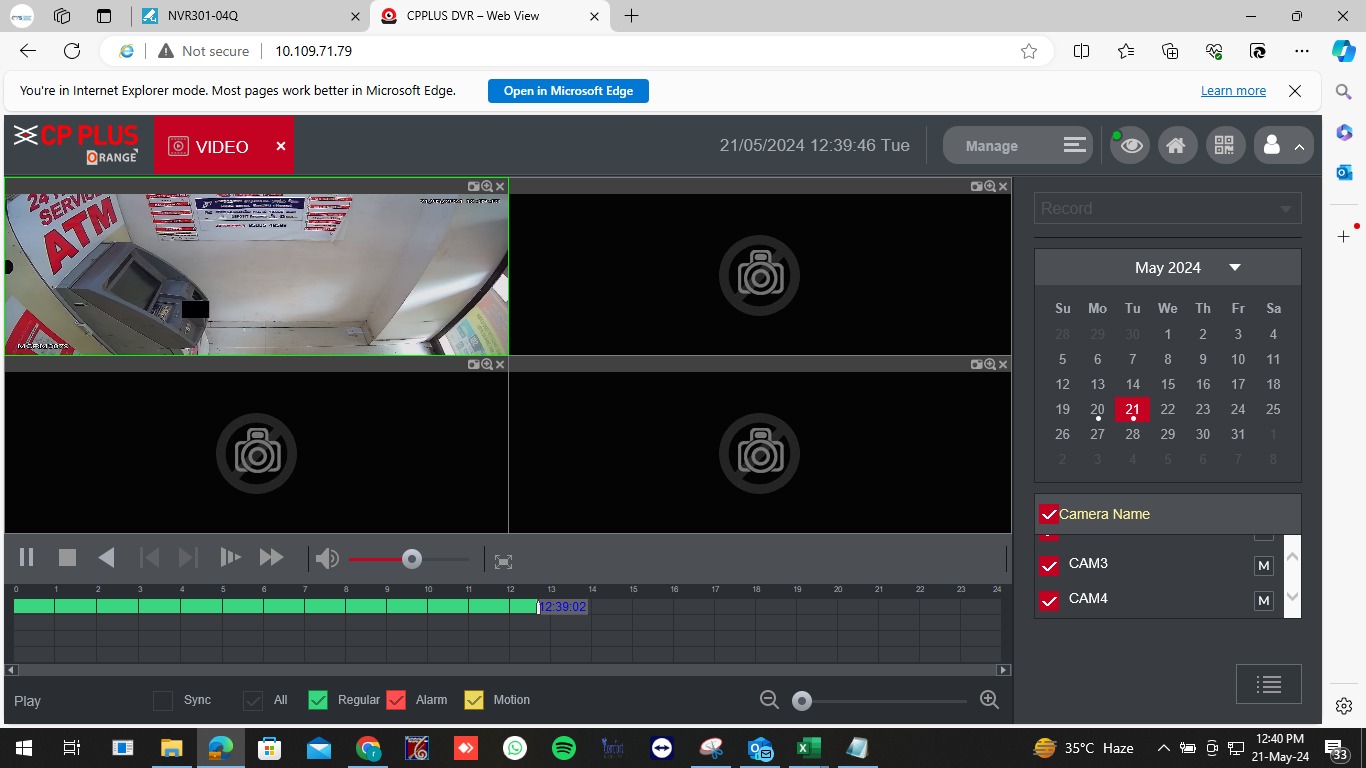 NVR301-04Q
CPPLUS DVR – Web View
Not secure
10.109.71.79
You're in Internet Explorer mode. Most pages work better in Microsoft Edge.
Open in Microsoft Edge
Learn more
CP PLUS
ORANGE
VIDEO
21/05/2024 12:39:46 Tue
Manage
SERVICE
ATM
Record
May 2024
Su Mo Tu We Th Fr Sa
28 29 30 1 2 3 4
5 6 7 8 9 10 11
12 13 14 15 16 17 18
19 20 21 22 23 24 25
26 27 28 29 30 31 1
2 3 4 5 6 7 8
Camera Name
CAM3 M
CAM4 M
0 1 2 3 4 5 6 7 8 9 10 11 12 13 14 15 16 17 18 19 20 21 22 23 24
12:39:02
Play
Sync
All
Regular
Alarm
Motion
35°C Haze
12:40 PM
21-May-24
33